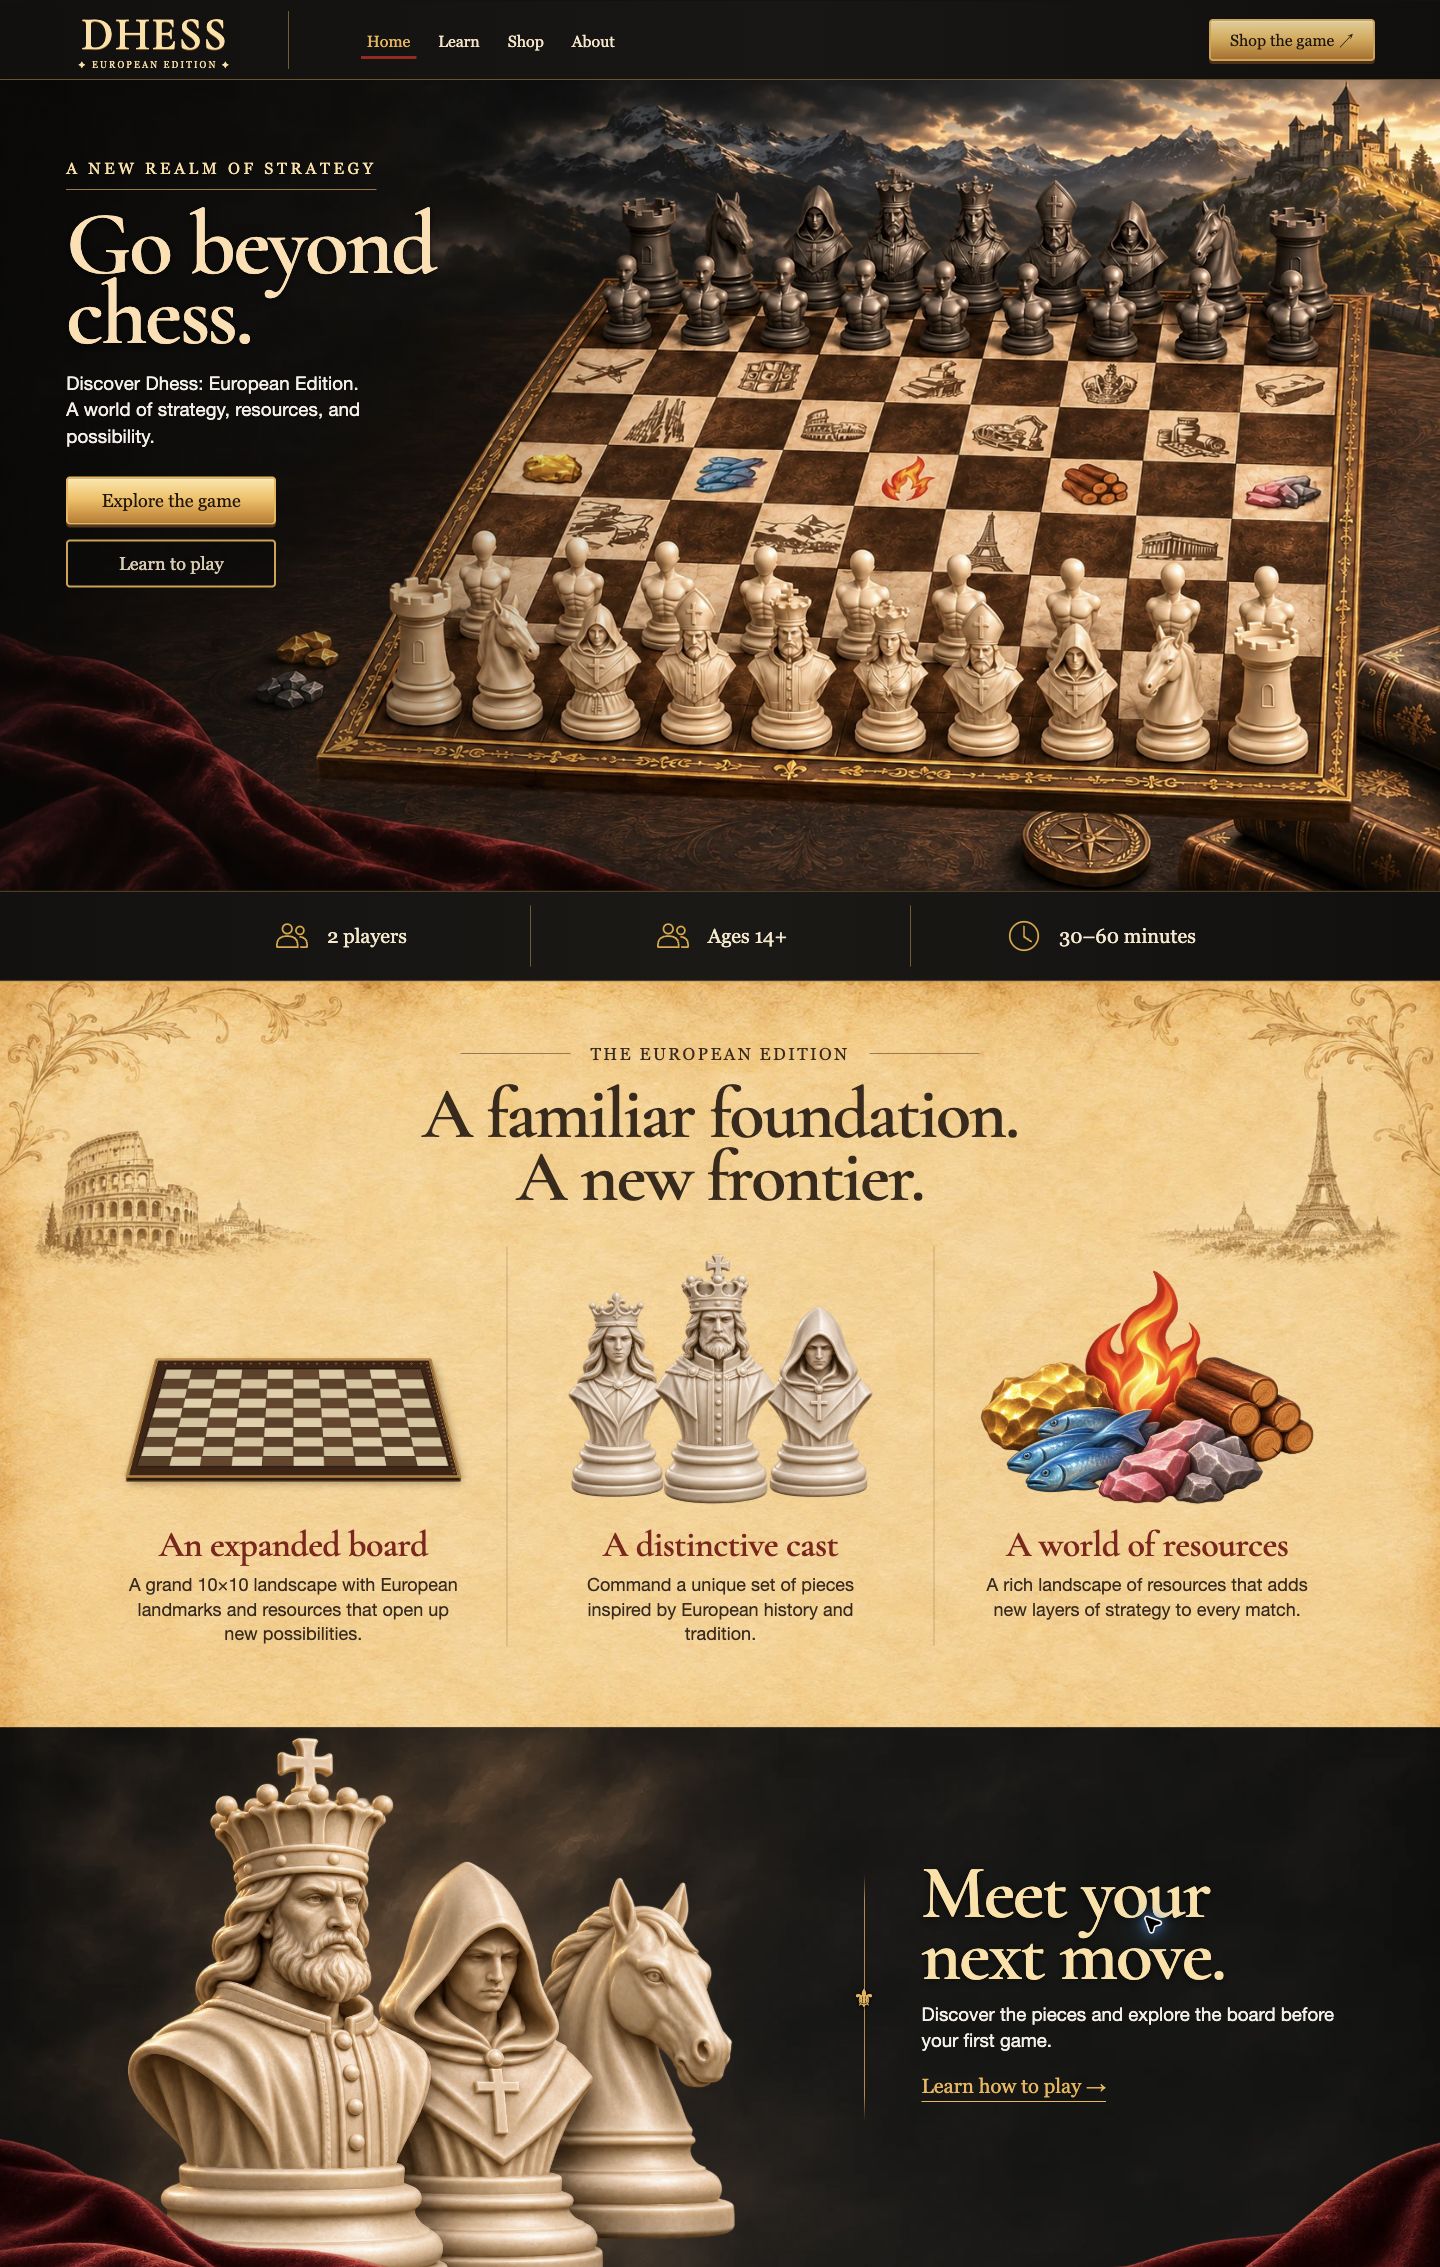 DHESS
✦ EUROPEAN EDITION ✦
Home
Learn
Shop
About
Shop the game ↗
A NEW REALM OF STRATEGY
Go beyond
chess.
Discover Dhess: European Edition.
A world of strategy, resources, and
possibility.
Explore the game
Learn to play
2 players
Ages 14+
30–60 minutes
THE EUROPEAN EDITION
A familiar foundation.
A new frontier.
An expanded board
A grand 10×10 landscape with European
landmarks and resources that open up
new possibilities.
A distinctive cast
Command a unique set of pieces
inspired by European history and
tradition.
A world of resources
A rich landscape of resources that adds
new layers of strategy to every match.
Meet your
next move.
Discover the pieces and explore the board before
your first game.
Learn how to play →